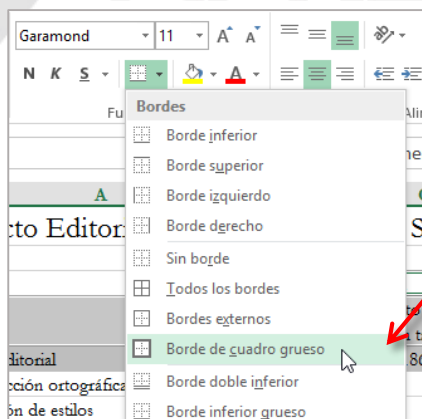 Garamond 11 A A
N K S A
Fu
Bordes
Borde inferior
Borde superior
Borde izquierdo
Borde derecho
Sin borde
Todos los bordes
Bordes externos
Borde de cuadro grueso
Borde doble inferior
Borde inferior grueso
A
cto Editor
S
ditorial
cción ortográfica
ón de estilos